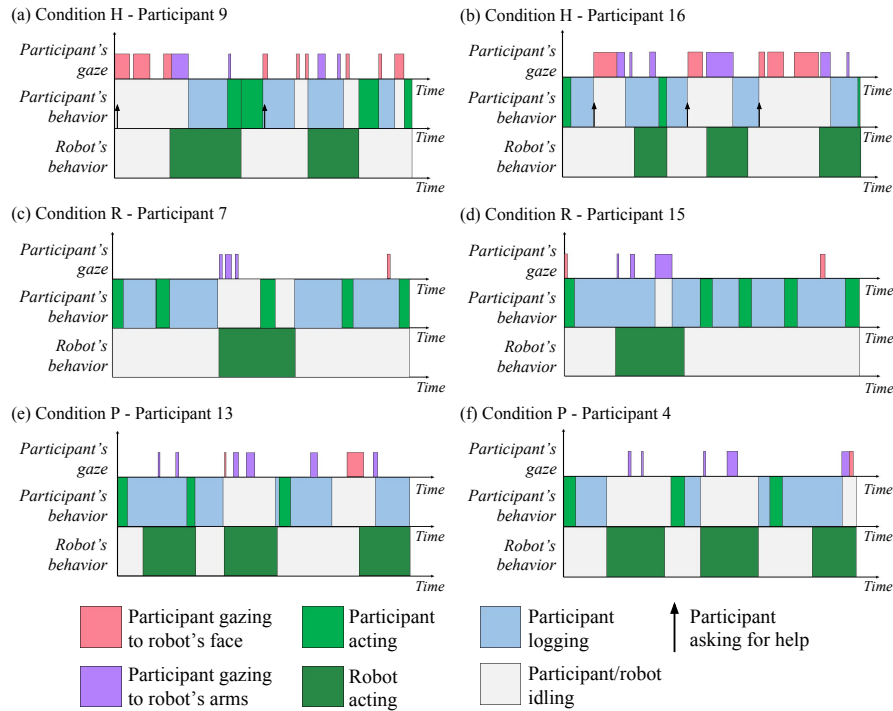 (a) Condition H - Participant 9
Participant's
gaze
Time
Participant's
behavior
Time
Robot's
behavior
Time
(b) Condition H - Participant 16
Participant's
gaze
Time
Participant's
behavior
Time
Robot's
behavior
Time
(c) Condition R - Participant 7
Participant's
gaze
Time
Participant's
behavior
Time
Robot's
behavior
Time
(d) Condition R - Participant 15
Participant's
gaze
Time
Participant's
behavior
Time
Robot's
behavior
Time
(e) Condition P - Participant 13
Participant's
gaze
Time
Participant's
behavior
Time
Robot's
behavior
Time
(f) Condition P - Participant 4
Participant's
gaze
Time
Participant's
behavior
Time
Robot's
behavior
Time
Participant gazing
to robot's face
Participant
acting
Participant
logging
Participant
asking for help
Participant gazing
to robot's arms
Robot
acting
Participant/robot
idling